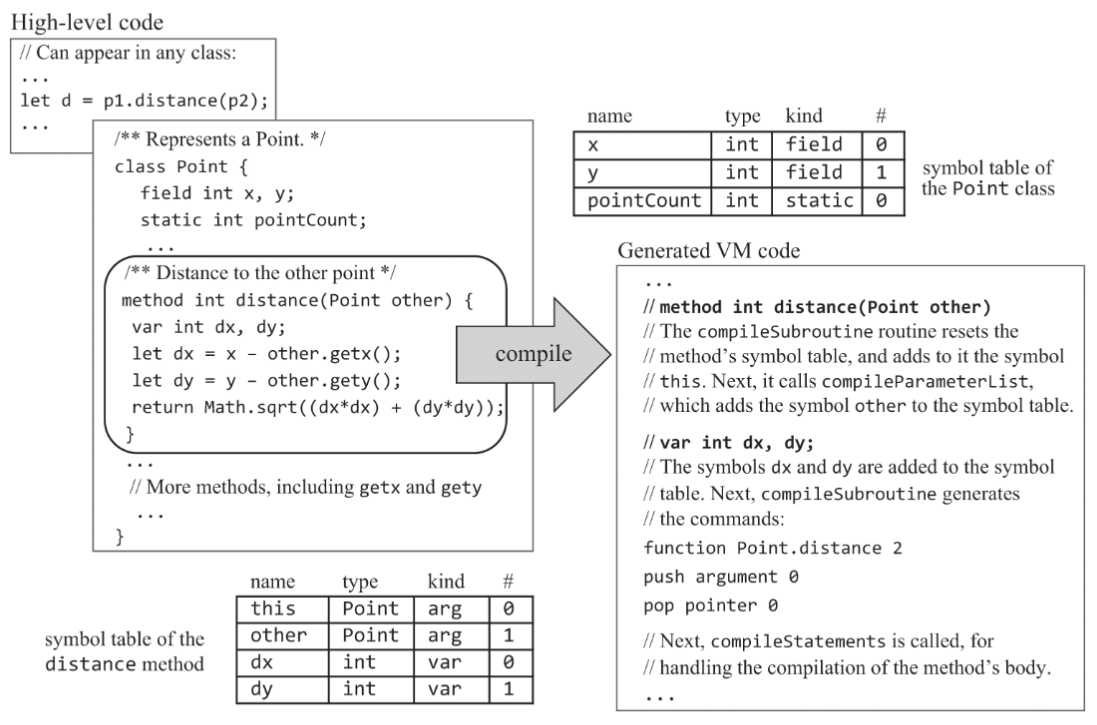 High-level code
// Can appear in any class:
...
let d = p1.distance(p2);
...
/** Represents a Point. */
class Point {
field int x, y;
static int pointCount;
...
/** Distance to the other point */
method int distance(Point other) {
var int dx, dy;
let dx = x - other.getx();
let dy = y - other.gety();
return Math.sqrt((dx*dx) + (dy*dy));
}
...
// More methods, including getx and gety
...
}
compile
name type kind #
x int field 0
y int field 1
pointCount int static 0
symbol table of
the Point class
Generated VM code
...
// method int distance(Point other)
// The compileSubroutine routine resets the
// method's symbol table, and adds to it the symbol
// this. Next, it calls compileParameterList,
// which adds the symbol other to the symbol table.
// var int dx, dy;
// The symbols dx and dy are added to the symbol
// table. Next, compileSubroutine generates
// the commands:
function Point.distance 2
push argument 0
pop pointer 0
// Next, compileStatements is called, for
// handling the compilation of the method's body.
...
name type kind #
this Point arg 0
other Point arg 1
dx int var 0
dy int var 1
symbol table of the
distance method